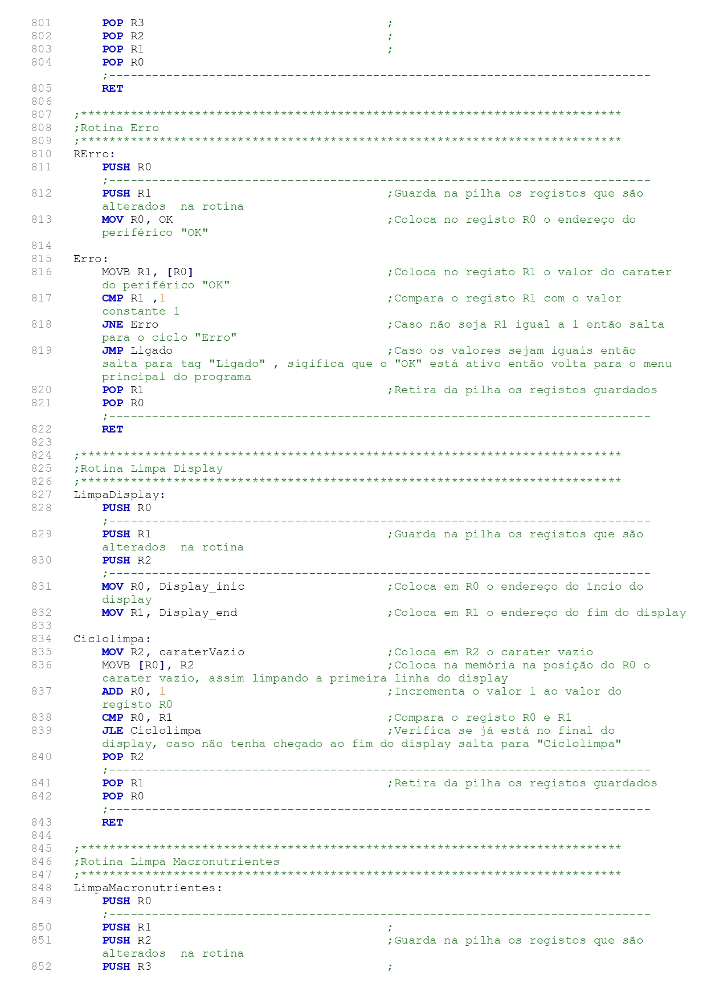 801 POP R3 ;
802 POP R2 ;
803 POP R1 ;
804 POP R0
;----------------------------------------------------------------------------
805 RET
806
807 ;****************************************************************************
808 ;Rotina Erro
809 ;****************************************************************************
810 RErro:
811 PUSH R0
;----------------------------------------------------------------------------
812 PUSH R1 ;Guarda na pilha os registos que são
alterados  na rotina
813 MOV R0, OK ;Coloca no registo R0 o endereço do
periférico "OK"
814
815 Erro:
816 MOVB R1, [R0] ;Coloca no registo R1 o valor do carater
do periférico "OK"
817 CMP R1 ,1 ;Compara o registo R1 com o valor
constante 1
818 JNE Erro ;Caso não seja R1 igual a 1 então salta
para o ciclo "Erro"
819 JMP Ligado ;Caso os valores sejam iguais então
salta para tag "Ligado" , sigifica que o "OK" está ativo então volta para o menu
principal do programa
820 POP R1 ;Retira da pilha os registos guardados
821 POP R0
;----------------------------------------------------------------------------
822 RET
823
824 ;****************************************************************************
825 ;Rotina Limpa Display
826 ;****************************************************************************
827 LimpaDisplay:
828 PUSH R0
;----------------------------------------------------------------------------
829 PUSH R1 ;Guarda na pilha os registos que são
alterados  na rotina
830 PUSH R2
;----------------------------------------------------------------------------
831 MOV R0, Display_inic ;Coloca em R0 o endereço do íncio do
display
832 MOV R1, Display_end ;Coloca em R1 o endereço do fim do display
833
834 Ciclolimpa:
835 MOV R2, caraterVazio ;Coloca em R2 o carater vazio
836 MOVB [R0], R2 ;Coloca na memória na posição do R0 o
carater vazio, assim limpando a primeira linha do display
837 ADD R0, 1 ;Incrementa o valor 1 ao valor do
registo R0
838 CMP R0, R1 ;Compara o registo R0 e R1
839 JLE Ciclolimpa ;Verifica se já está no final do
display, caso não tenha chegado ao fim do display salta para "Ciclolimpa"
840 POP R2
;----------------------------------------------------------------------------
841 POP R1 ;Retira da pilha os registos guardados
842 POP R0
;----------------------------------------------------------------------------
843 RET
844
845 ;****************************************************************************
846 ;Rotina Limpa Macronutrientes
847 ;****************************************************************************
848 LimpaMacronutrientes:
849 PUSH R0
;----------------------------------------------------------------------------
850 PUSH R1 ;
851 PUSH R2 ;Guarda na pilha os registos que são
alterados  na rotina
852 PUSH R3 ;